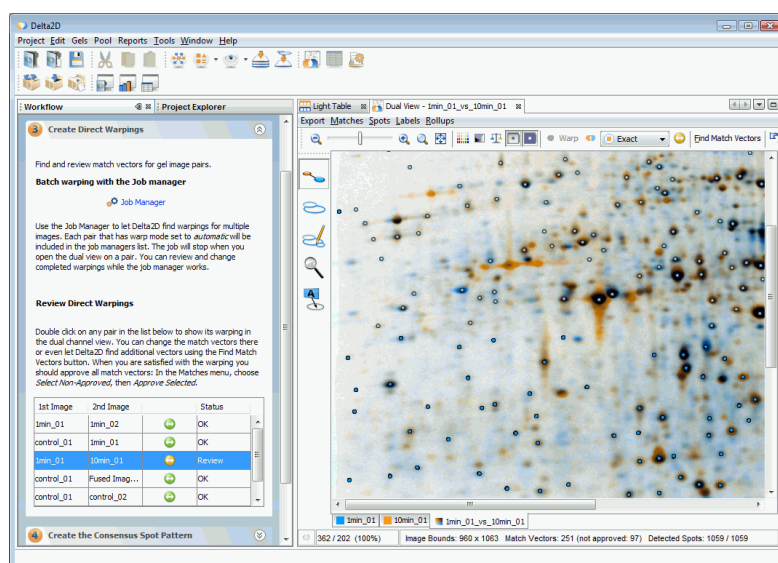 Delta2D
Project Edit Gels Pool Reports Tools Window Help
Workflow
Project Explorer
3 Create Direct Warpings
Find and review match vectors for gel image pairs.
Batch warping with the Job manager
Job Manager
Use the Job Manager to let Delta2D find warpings for multiple
images. Each pair that has warp mode set to automatic will be
included in the job managers list. The job will stop when you
open the dual view on a pair. You can review and change
completed warpings while the job manager works.
Review Direct Warpings
Double click on any pair in the list below to show its warping in
the dual channel view. You can change the match vectors there
or even let Delta2D find additional vectors using the Find Match
Vectors button. When you are satisfied with the warping you
should approve all match vectors: In the Matches menu, choose
Select Non-Approved, then Approve Selected.
1st Image 2nd Image Status
1min_01 1min_02 OK
control_01 1min_01 OK
1min_01 10min_01 Review
control_01 Fused Imag... OK
control_01 control_02 OK
4 Create the Consensus Spot Pattern
Light Table Dual View - 1min_01_vs_10min_01
Export Matches Spots Labels Rollups
Warp Exact Find Match Vectors
A
1min_01 10min_01 1min_01_vs_10min_01
362 / 202 (100%) Image Bounds: 960 x 1063 Match Vectors: 251 (not approved: 97) Detected Spots: 1059 / 1059